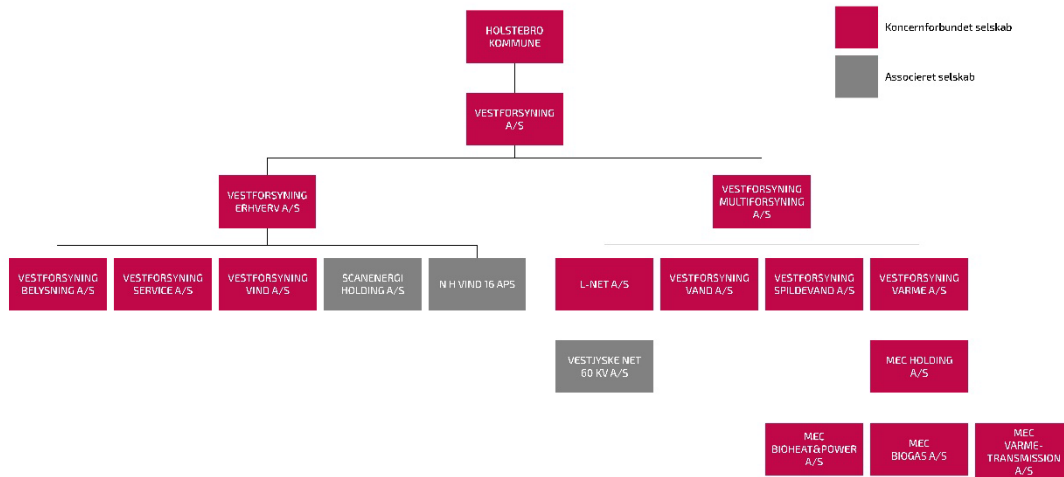 HOLSTEBRO
KOMMUNE
Koncernforbundet selskab
Associeret selskab
VESTFORSYNING
A/S
VESTFORSYNING
ERHVERV A/S
VESTFORSYNING
MULTIFORSYNING
A/S
VESTFORSYNING
BELYSNING A/S
VESTFORSYNING
SERVICE A/S
VESTFORSYNING
VIND A/S
SCANENERGI
HOLDING A/S
N H VIND 16 APS
L-NET A/S
VESTFORSYNING
VAND A/S
VESTFORSYNING
SPILDEVAND A/S
VESTFORSYNING
VARME A/S
VESTJYSKE NET
60 KV A/S
MEC HOLDING
A/S
MEC
BIOHEAT&POWER
A/S
MEC
BIOGAS A/S
MEC
VARME-
TRANSMISSION
A/S